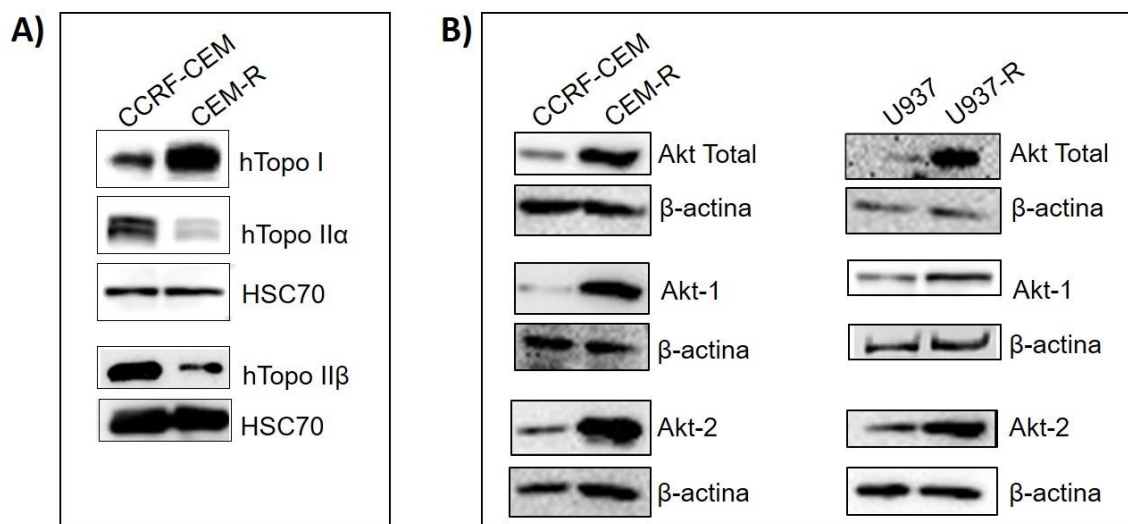 A)
CCRF-CEM
CEM-R
hTopo I
hTopo IIα
HSC70
hTopo IIβ
HSC70
B)
CCRF-CEM
CEM-R
Akt Total
β-actina
Akt-1
β-actina
Akt-2
β-actina
U937
U937-R
Akt Total
β-actina
Akt-1
β-actina
Akt-2
β-actina